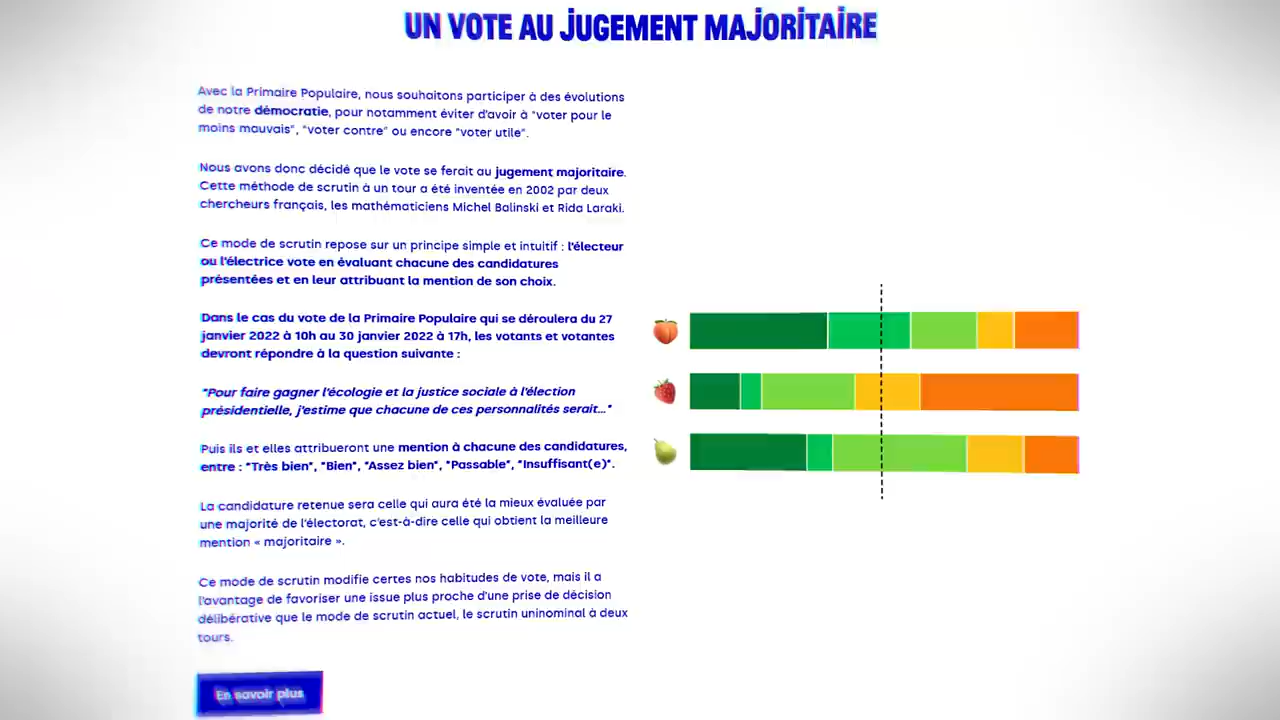 UN VOTE AU JUGEMENT MAJORITAIRE
Avec la Primaire Populaire, nous souhaitons participer à des évolutions
de notre démocratie, pour notamment éviter d'avoir à "voter pour le
moins mauvais", "voter contre" ou encore "voter utile".
Nous avons donc décidé que le vote se ferait au jugement majoritaire.
Cette méthode de scrutin à un tour a été inventée en 2002 par deux
chercheurs français, les mathématiciens Michel Balinski et Rida Laraki.
Ce mode de scrutin repose sur un principe simple et intuitif : l'électeur
ou l'électrice vote en évaluant chacune des candidatures
présentées et en leur attribuant la mention de son choix.
Dans le cas du vote de la Primaire Populaire qui se déroulera du 27
janvier 2022 à 10h au 30 janvier 2022 à 17h, les votants et votantes
devront répondre à la question suivante :
"Pour faire gagner l'écologie et la justice sociale à l'élection
présidentielle, j'estime que chacune de ces personnalités serait..."
Puis ils et elles attribueront une mention à chacune des candidatures,
entre : "Très bien", "Bien", "Assez bien", "Passable", "Insuffisant(e)".
La candidature retenue sera celle qui aura été la mieux évaluée par
une majorité de l'électorat, c'est-à-dire celle qui obtient la meilleure
mention « majoritaire ».
Ce mode de scrutin modifie certes nos habitudes de vote, mais il a
l'avantage de favoriser une issue plus proche d'une prise de décision
délibérative que le mode de scrutin actuel, le scrutin uninominal à deux
tours.
En savoir plus